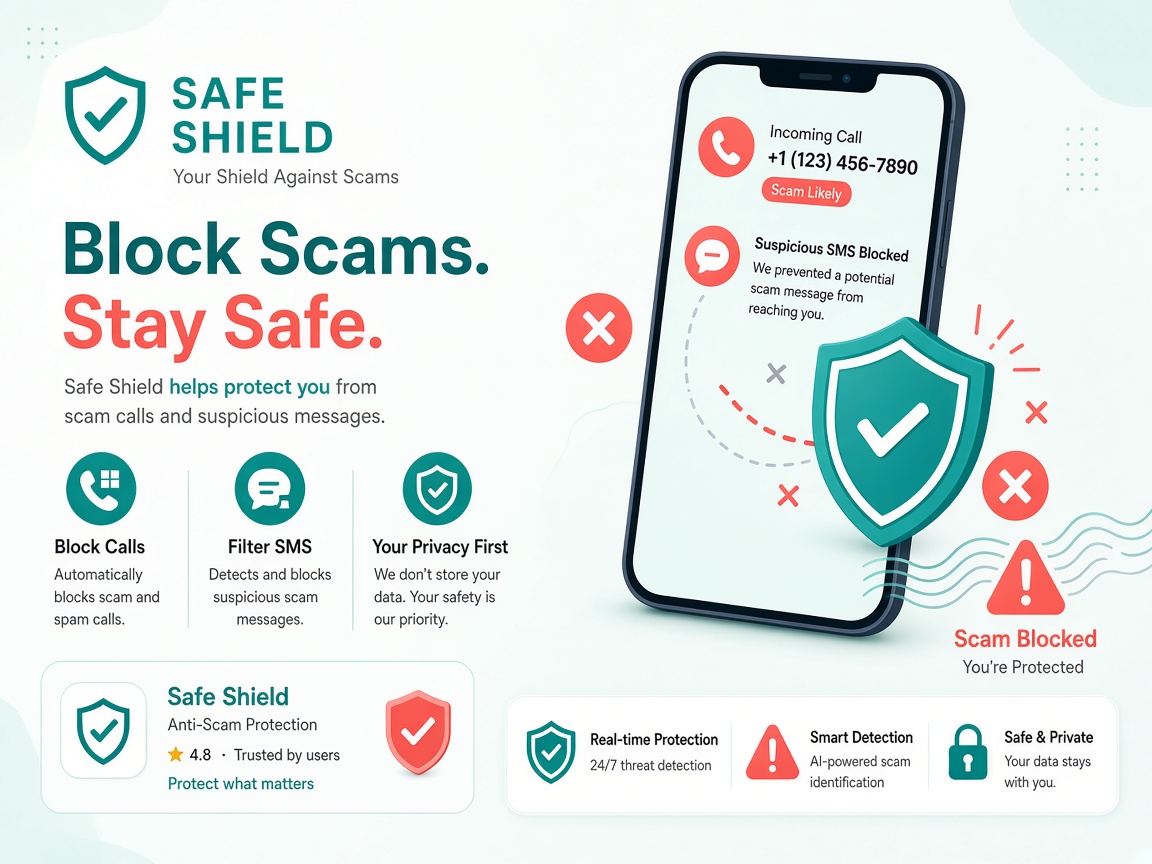 SAFE
SHIELD
Your Shield Against Scams
Block Scams.
Stay Safe.
Safe Shield helps protect you from
scam calls and suspicious messages.
Block Calls
Automatically
blocks scam and
spam calls.
Filter SMS
Detects and blocks
suspicious scam
messages.
Your Privacy First
We don't store your
data. Your safety is
our priority.
Safe Shield
Anti-Scam Protection
4.8 · Trusted by users
Protect what matters
Incoming Call
+1 (123) 456-7890
Scam Likely
Suspicious SMS Blocked
We prevented a potential
scam message from
reaching you.
Scam Blocked
You're Protected
Real-time Protection
24/7 threat detection
Smart Detection
AI-powered scam
identification
Safe & Private
Your data stays
with you.